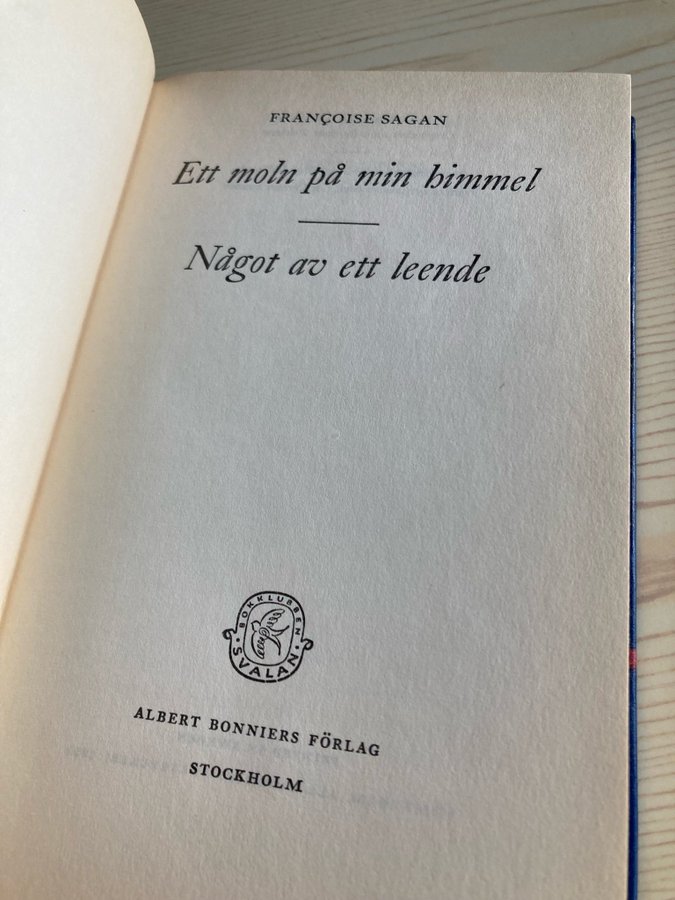 FRANÇOISE SAGAN
Ett moln på min himmel
Något av ett leende
BOKKLUBBEN
SVALAN
ALBERT BONNIERS FÖRLAG
STOCKHOLM